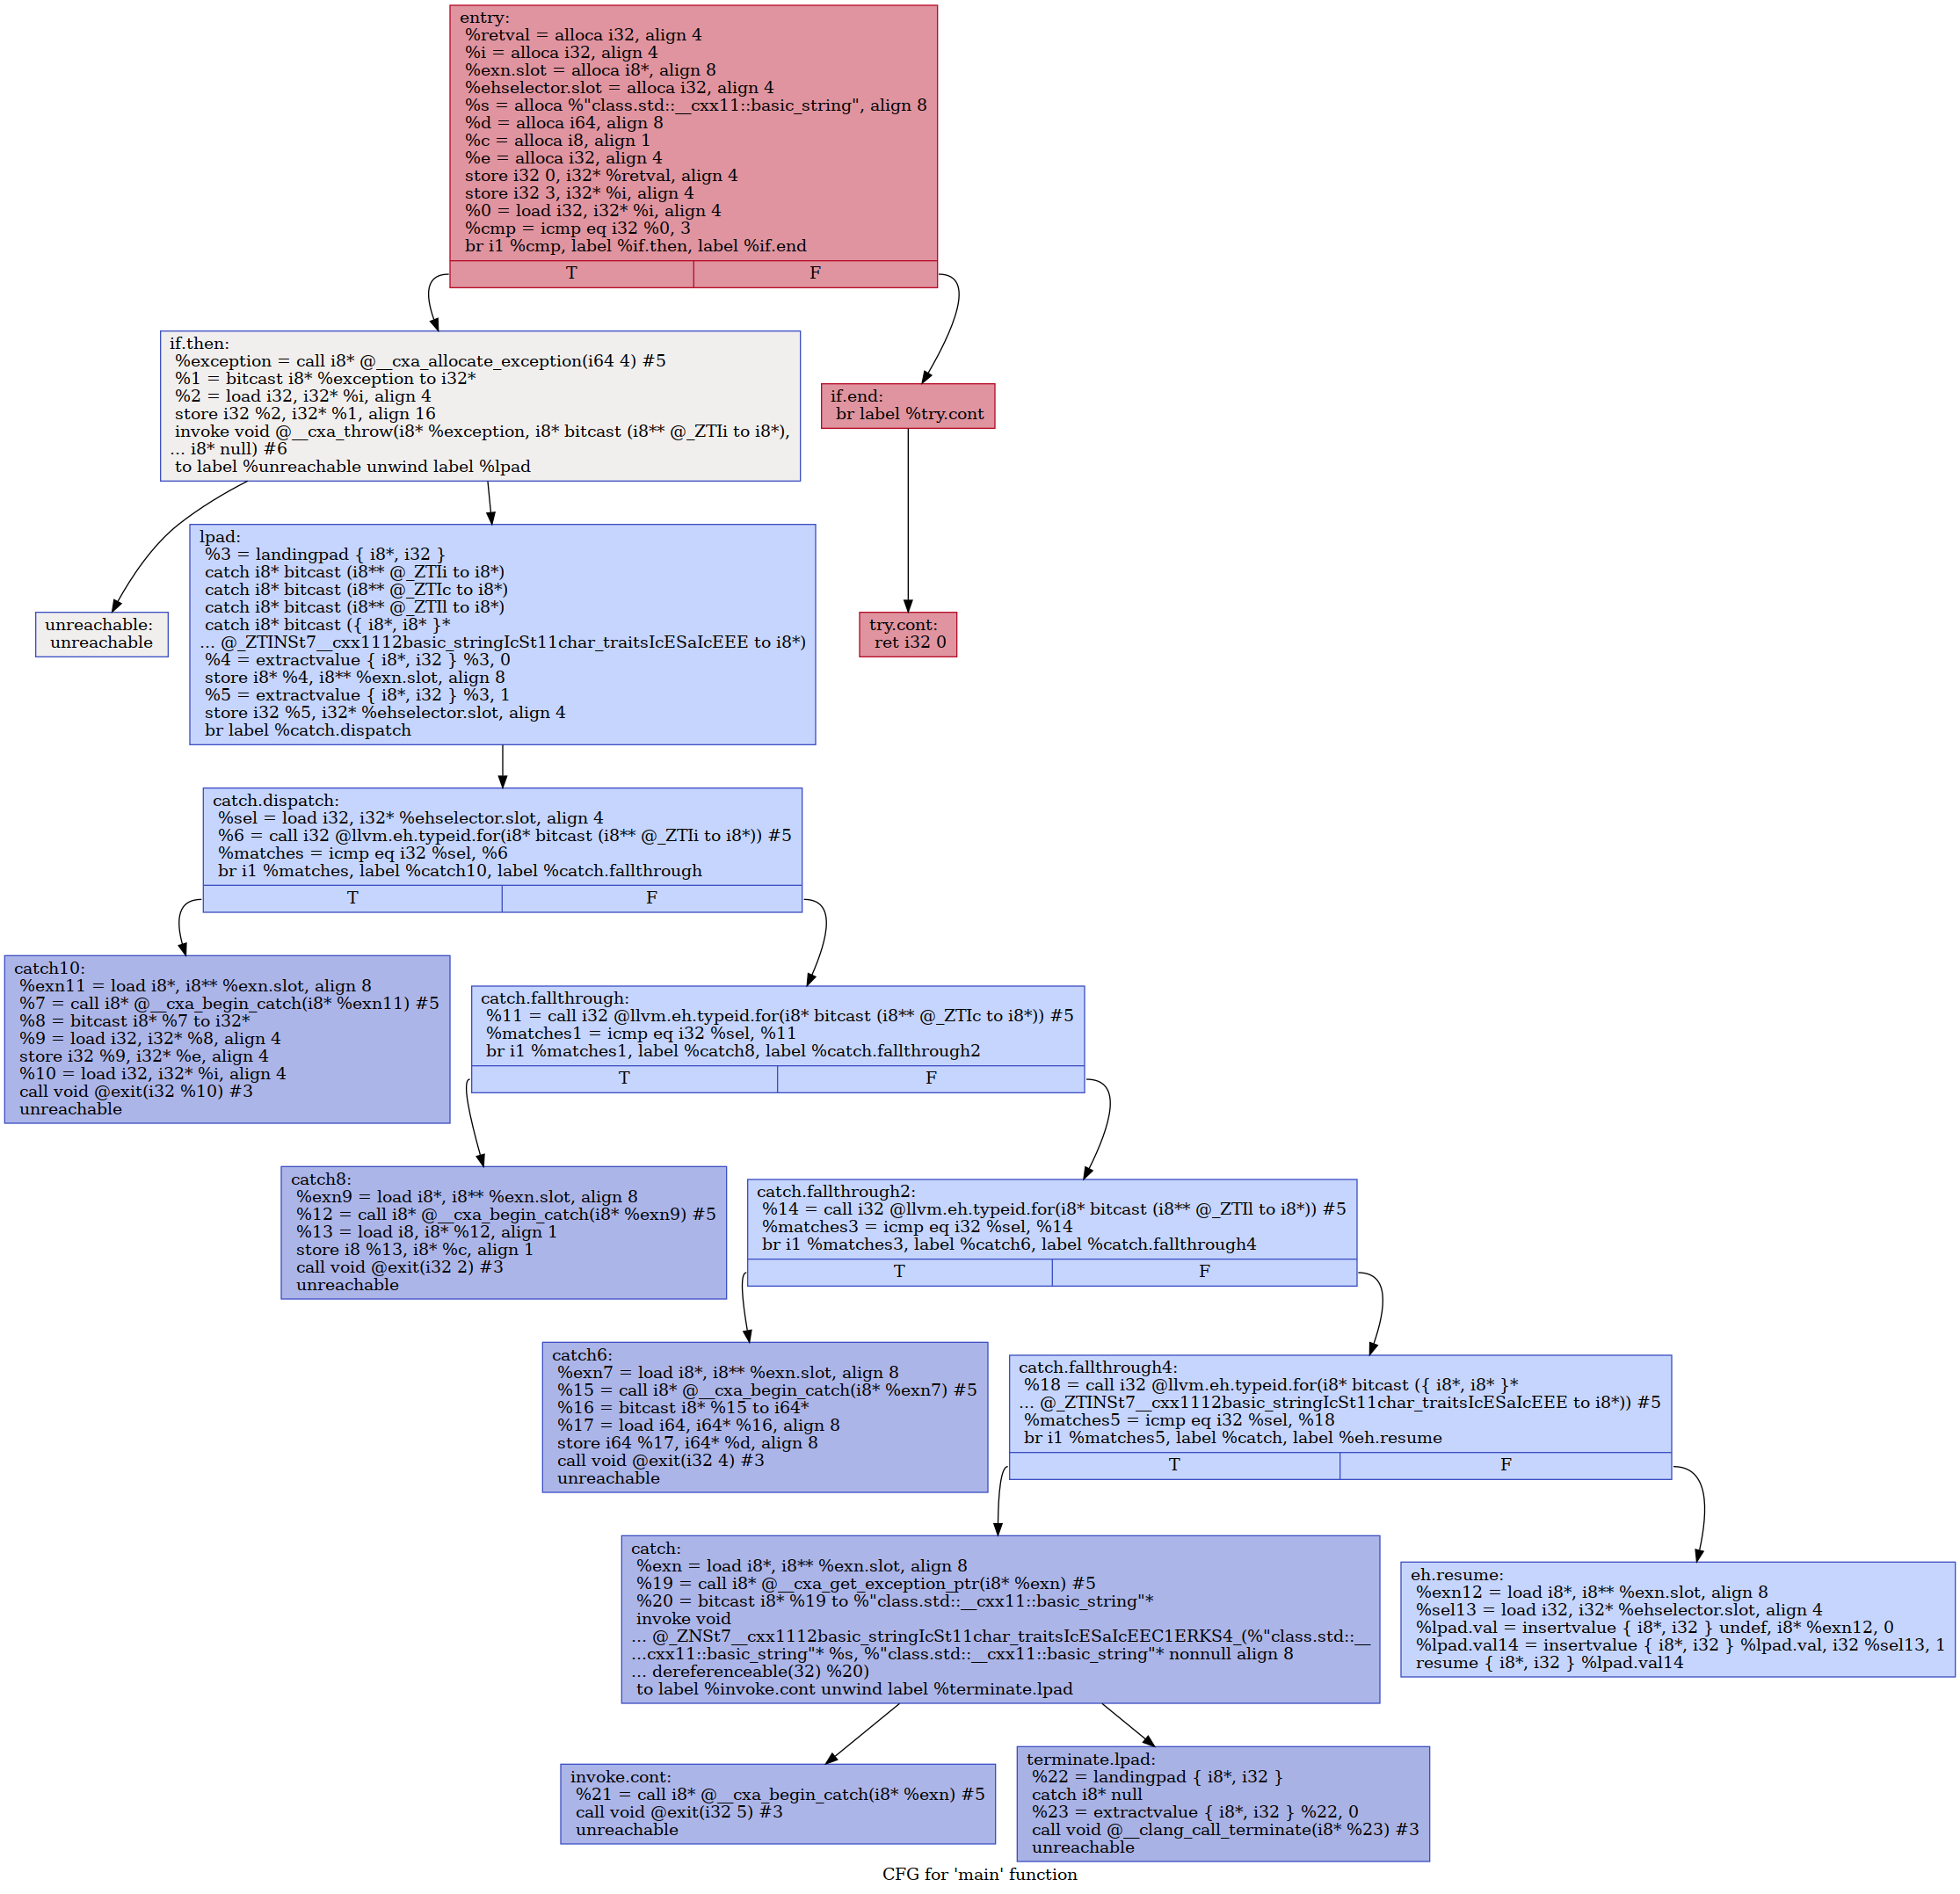 entry:
%retval = alloca i32, align 4
%i = alloca i32, align 4
%exn.slot = alloca i8*, align 8
%ehselector.slot = alloca i32, align 4
%s = alloca %"class.std::__cxx11::basic_string", align 8
%d = alloca i64, align 8
%c = alloca i8, align 1
%e = alloca i32, align 4
store i32 0, i32* %retval, align 4
store i32 3, i32* %i, align 4
%0 = load i32, i32* %i, align 4
%cmp = icmp eq i32 %0, 3
br i1 %cmp, label %if.then, label %if.end
T F
if.then:
%exception = call i8* @__cxa_allocate_exception(i64 4) #5
%1 = bitcast i8* %exception to i32*
%2 = load i32, i32* %i, align 4
store i32 %2, i32* %1, align 16
invoke void @__cxa_throw(i8* %exception, i8* bitcast (i8** @_ZTIi to i8*),
... i8* null) #6
to label %unreachable unwind label %lpad
if.end:
br label %try.cont
unreachable:
unreachable
lpad:
%3 = landingpad { i8*, i32 }
catch i8* bitcast (i8** @_ZTIi to i8*)
catch i8* bitcast (i8** @_ZTIc to i8*)
catch i8* bitcast (i8** @_ZTIl to i8*)
catch i8* bitcast ({ i8*, i8* }*
... @_ZTINSt7__cxx1112basic_stringIcSt11char_traitsIcESaIcEEE to i8*)
%4 = extractvalue { i8*, i32 } %3, 0
store i8* %4, i8** %exn.slot, align 8
%5 = extractvalue { i8*, i32 } %3, 1
store i32 %5, i32* %ehselector.slot, align 4
br label %catch.dispatch
try.cont:
ret i32 0
catch.dispatch:
%sel = load i32, i32* %ehselector.slot, align 4
%6 = call i32 @llvm.eh.typeid.for(i8* bitcast (i8** @_ZTIi to i8*)) #5
%matches = icmp eq i32 %sel, %6
br i1 %matches, label %catch10, label %catch.fallthrough
T F
catch10:
%exn11 = load i8*, i8** %exn.slot, align 8
%7 = call i8* @__cxa_begin_catch(i8* %exn11) #5
%8 = bitcast i8* %7 to i32*
%9 = load i32, i32* %8, align 4
store i32 %9, i32* %e, align 4
%10 = load i32, i32* %i, align 4
call void @exit(i32 %10) #3
unreachable
catch.fallthrough:
%11 = call i32 @llvm.eh.typeid.for(i8* bitcast (i8** @_ZTIc to i8*)) #5
%matches1 = icmp eq i32 %sel, %11
br i1 %matches1, label %catch8, label %catch.fallthrough2
T F
catch8:
%exn9 = load i8*, i8** %exn.slot, align 8
%12 = call i8* @__cxa_begin_catch(i8* %exn9) #5
%13 = load i8, i8* %12, align 1
store i8 %13, i8* %c, align 1
call void @exit(i32 2) #3
unreachable
catch.fallthrough2:
%14 = call i32 @llvm.eh.typeid.for(i8* bitcast (i8** @_ZTIl to i8*)) #5
%matches3 = icmp eq i32 %sel, %14
br i1 %matches3, label %catch6, label %catch.fallthrough4
T F
catch6:
%exn7 = load i8*, i8** %exn.slot, align 8
%15 = call i8* @__cxa_begin_catch(i8* %exn7) #5
%16 = bitcast i8* %15 to i64*
%17 = load i64, i64* %16, align 8
store i64 %17, i64* %d, align 8
call void @exit(i32 4) #3
unreachable
catch.fallthrough4:
%18 = call i32 @llvm.eh.typeid.for(i8* bitcast ({ i8*, i8* }*
... @_ZTINSt7__cxx1112basic_stringIcSt11char_traitsIcESaIcEEE to i8*)) #5
%matches5 = icmp eq i32 %sel, %18
br i1 %matches5, label %catch, label %eh.resume
T F
catch:
%exn = load i8*, i8** %exn.slot, align 8
%19 = call i8* @__cxa_get_exception_ptr(i8* %exn) #5
%20 = bitcast i8* %19 to %"class.std::__cxx11::basic_string"*
invoke void
... @_ZNSt7__cxx1112basic_stringIcSt11char_traitsIcESaIcEEC1ERKS4_(%"class.std::__
...cxx11::basic_string"* %s, %"class.std::__cxx11::basic_string"* nonnull align 8
... dereferenceable(32) %20)
to label %invoke.cont unwind label %terminate.lpad
eh.resume:
%exn12 = load i8*, i8** %exn.slot, align 8
%sel13 = load i32, i32* %ehselector.slot, align 4
%lpad.val = insertvalue { i8*, i32 } undef, i8* %exn12, 0
%lpad.val14 = insertvalue { i8*, i32 } %lpad.val, i32 %sel13, 1
resume { i8*, i32 } %lpad.val14
invoke.cont:
%21 = call i8* @__cxa_begin_catch(i8* %exn) #5
call void @exit(i32 5) #3
unreachable
terminate.lpad:
%22 = landingpad { i8*, i32 }
catch i8* null
%23 = extractvalue { i8*, i32 } %22, 0
call void @__clang_call_terminate(i8* %23) #3
unreachable
CFG for 'main' function